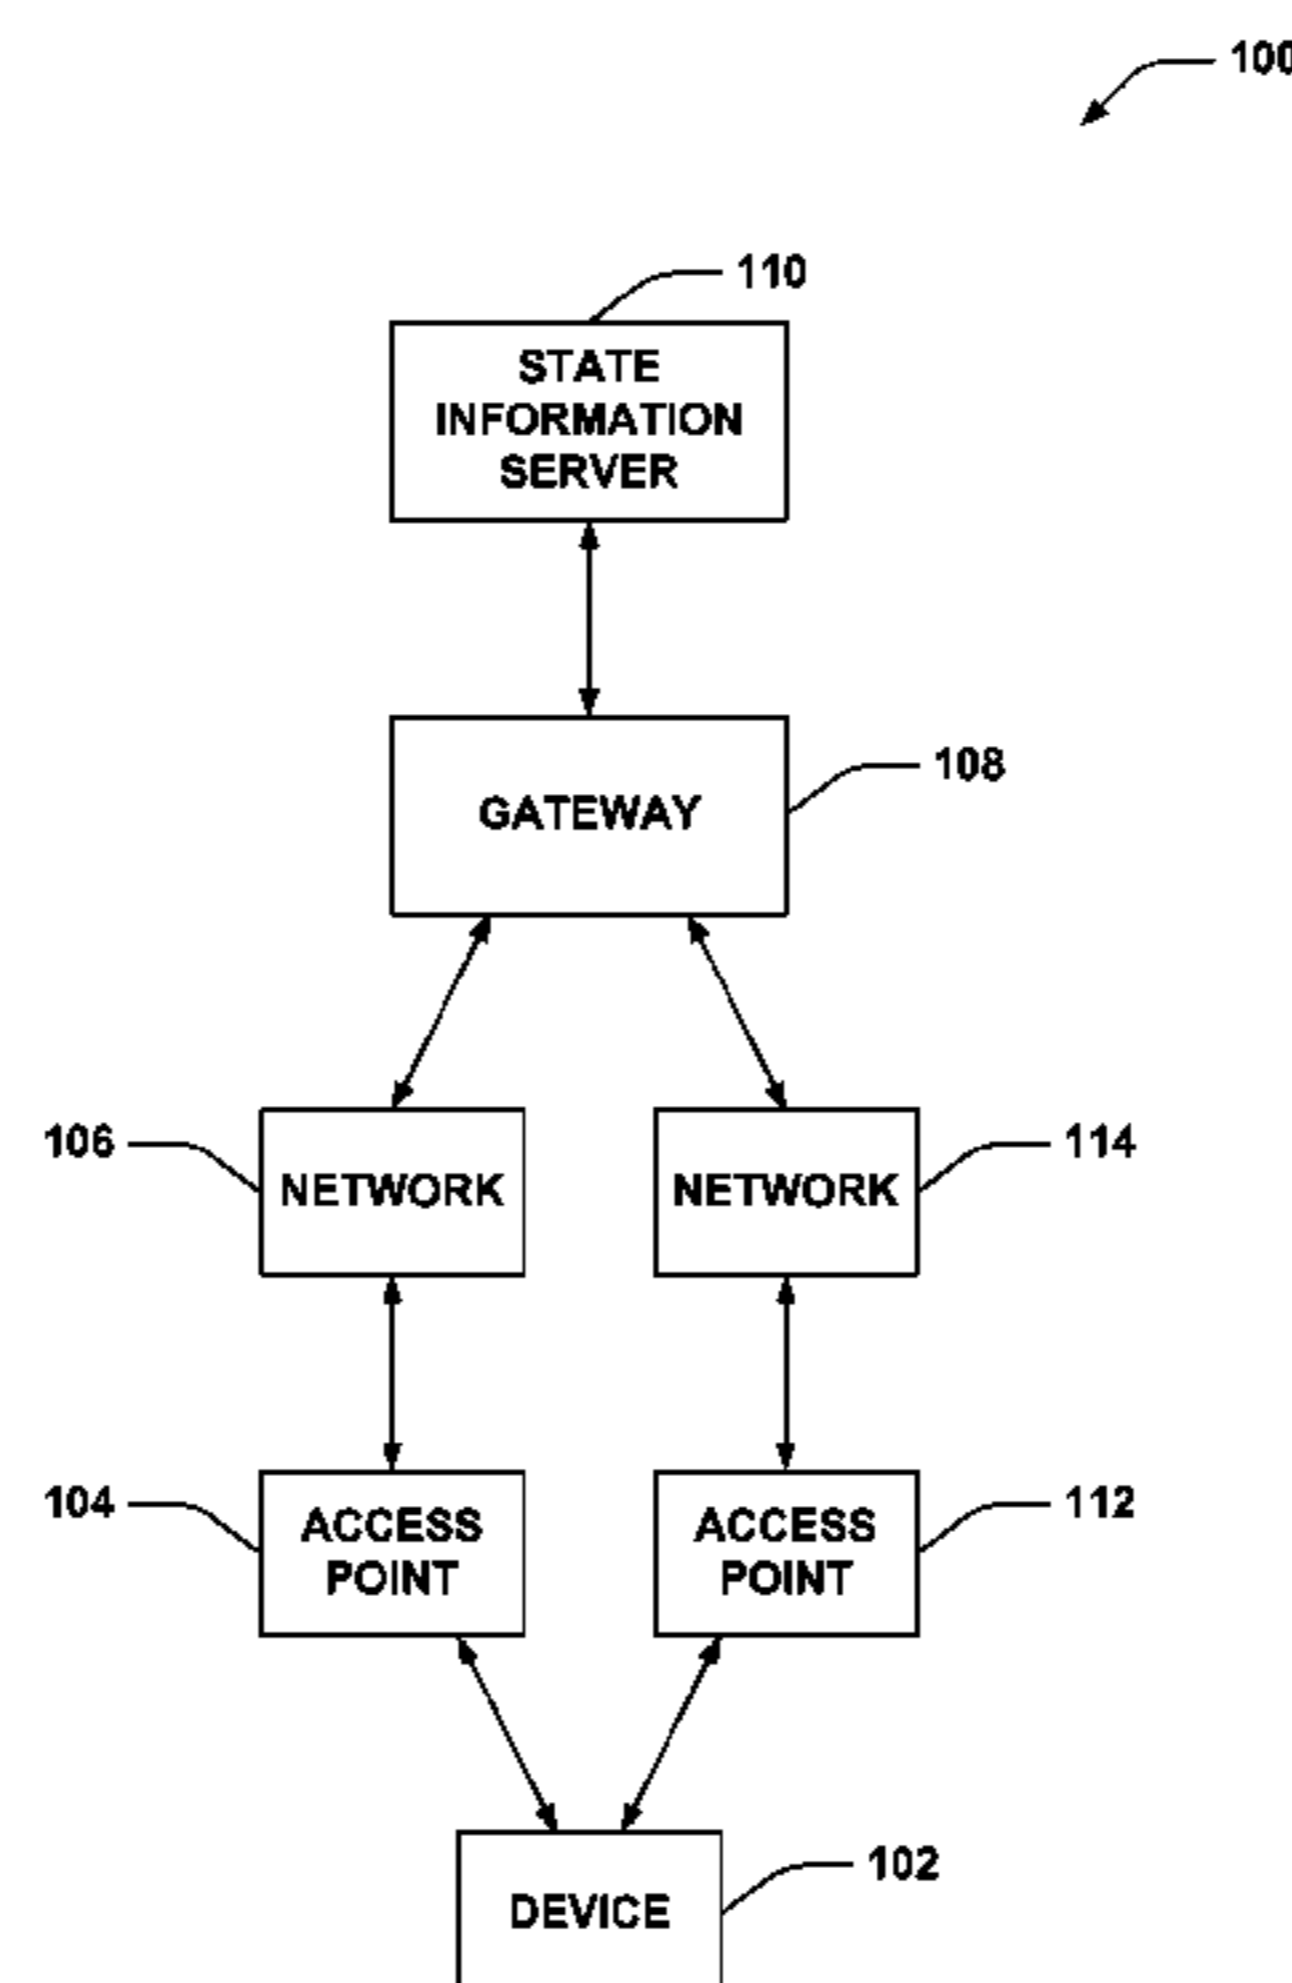 100
110
STATE
INFORMATION
SERVER
108
GATEWAY
106
NETWORK
NETWORK
114
104
ACCESS
POINT
ACCESS
POINT
112
102
DEVICE